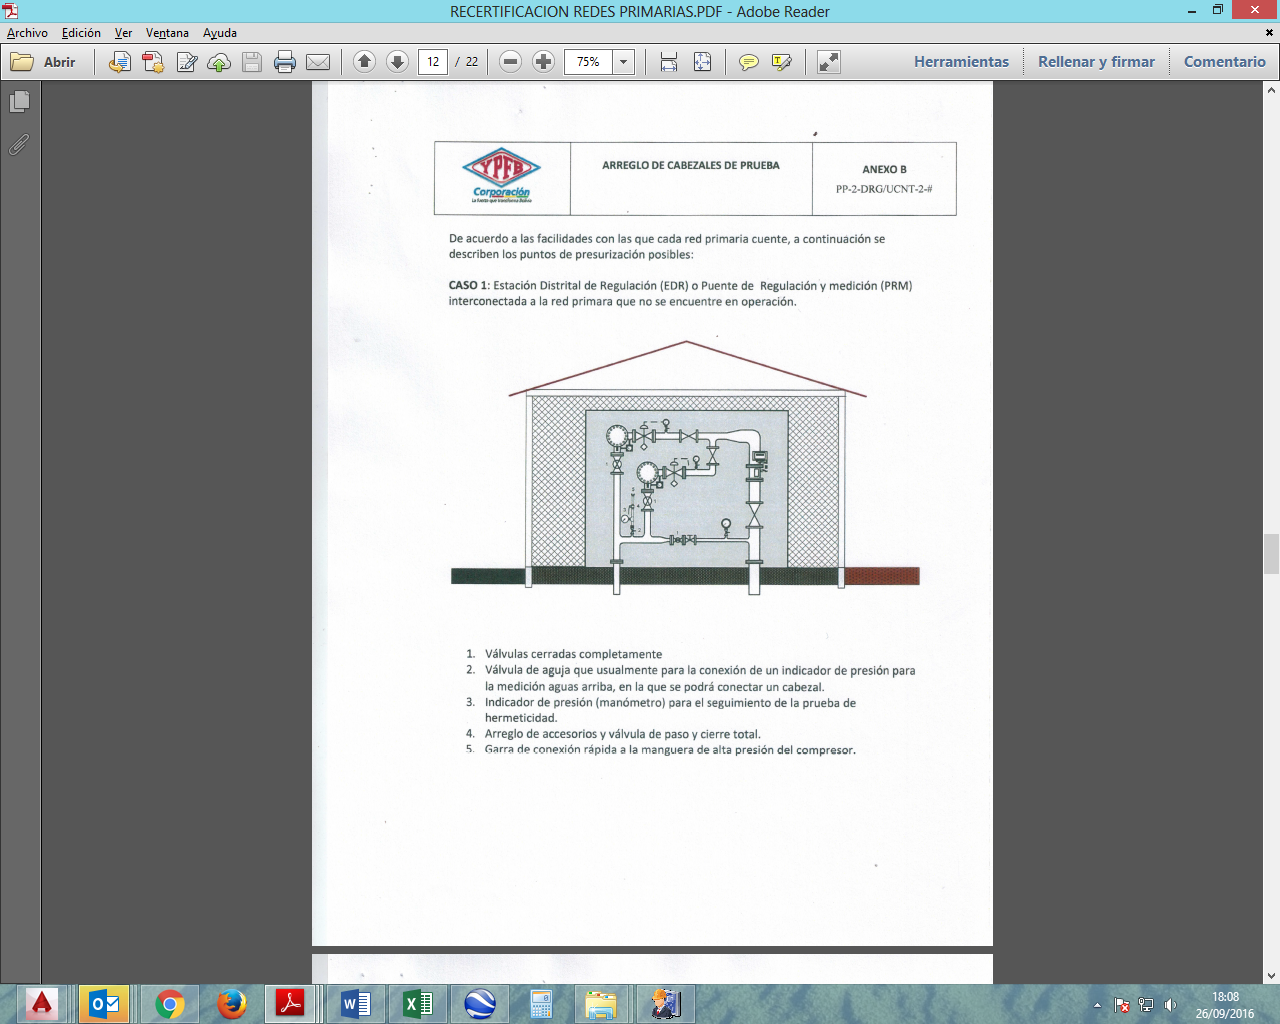 RECERTIFICACION REDES PRIMARIAS.PDF - Adobe Reader
Archivo Edición Ver Ventana Ayuda
Abrir 12 / 22 75% Herramientas Rellenar y firmar Comentario
YPFB
Corporación
La fuerza que transforma Bolivia
ARREGLO DE CABEZALES DE PRUEBA
ANEXO B
PP-2-DRG/UCNT-2-#
De acuerdo a las facilidades con las que cada red primaria cuente, a continuación se
describen los puntos de presurización posibles:
CASO 1: Estación Distrital de Regulación (EDR) o Puente de Regulación y medición (PRM)
interconectada a la red primara que no se encuentre en operación.
1. Válvulas cerradas completamente
2. Válvula de aguja que usualmente para la conexión de un indicador de presión para
la medición aguas arriba, en la que se podrá conectar un cabezal.
3. Indicador de presión (manómetro) para el seguimiento de la prueba de
hermeticidad.
4. Arreglo de accesorios y válvula de paso y cierre total.
5. Garra de conexión rápida a la manguera de alta presión del compresor.
18:08
26/09/2016